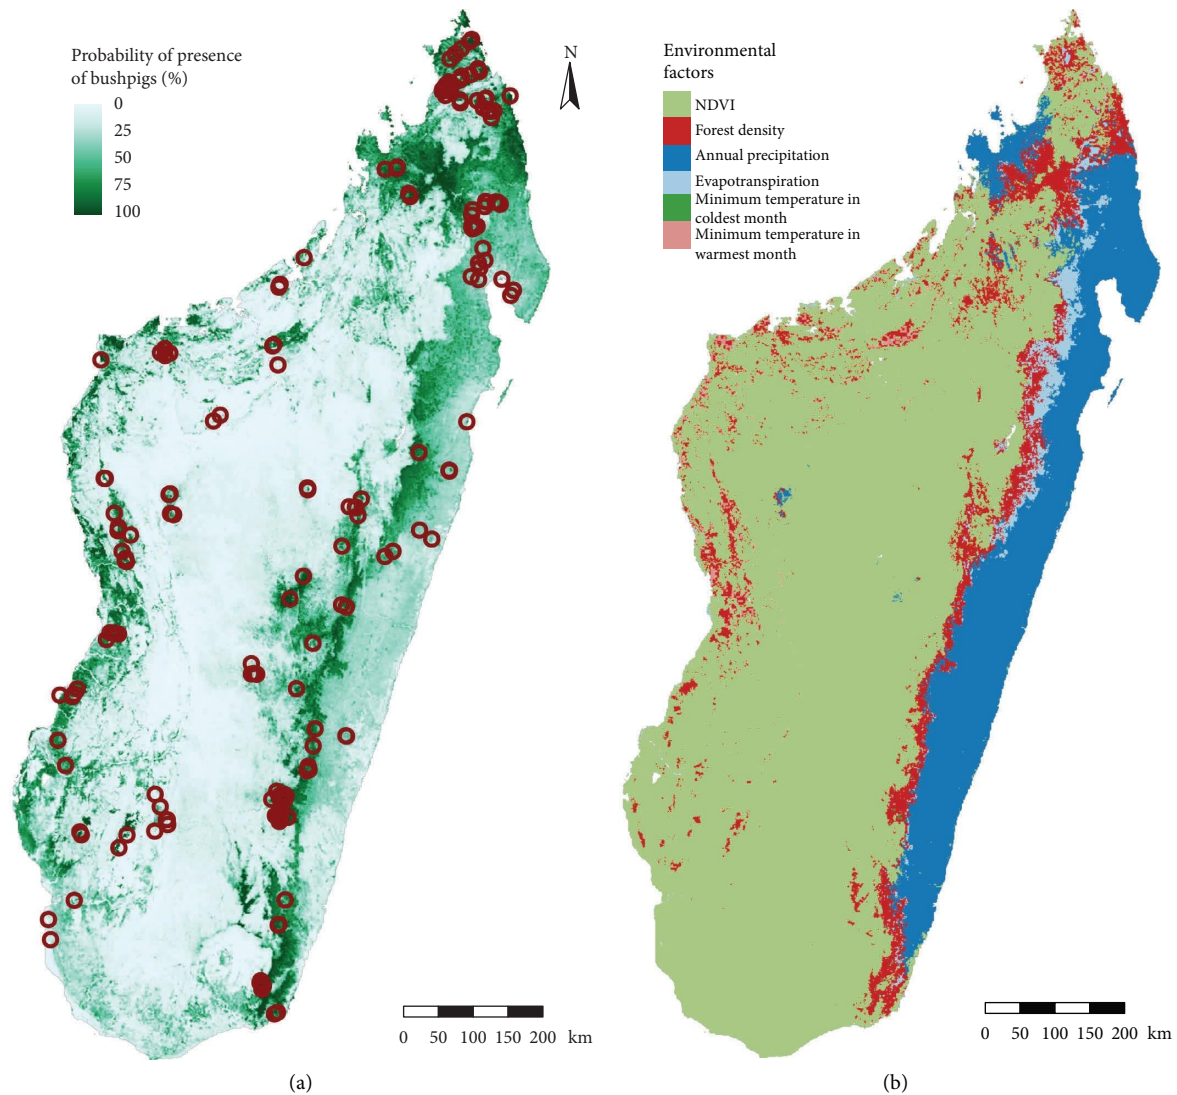 Probability of presence
of bushpigs (%)
0
25
50
75
100
N
0 50 100 150 200 km
(a)
Environmental
factors
NDVI
Forest density
Annual precipitation
Evapotranspiration
Minimum temperature in
coldest month
Minimum temperature in
warmest month
0 50 100 150 200 km
(b)